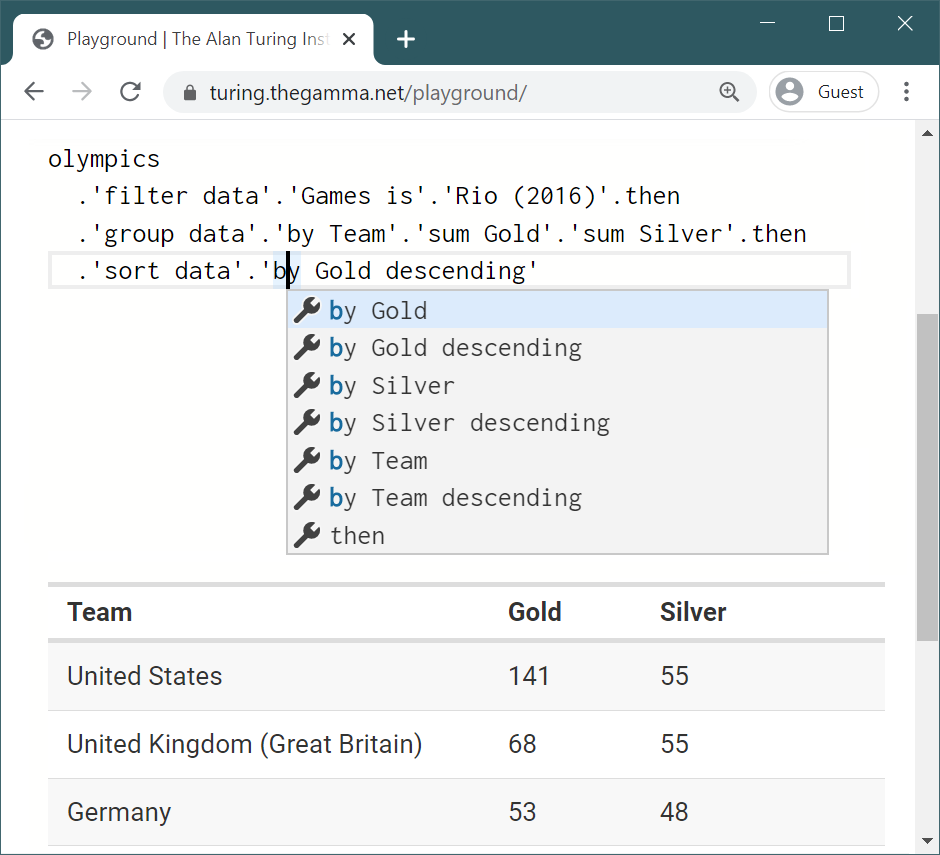 Playground | The Alan Turing Inst
turing.thegamma.net/playground/
Guest
olympics
.'filter data'.'Games is'.'Rio (2016)'.then
.'group data'.'by Team'.'sum Gold'.'sum Silver'.then
.'sort data'.'by Gold descending'
by Gold
by Gold descending
by Silver
by Silver descending
by Team
by Team descending
then
Team Gold Silver
United States 141 55
United Kingdom (Great Britain) 68 55
Germany 53 48